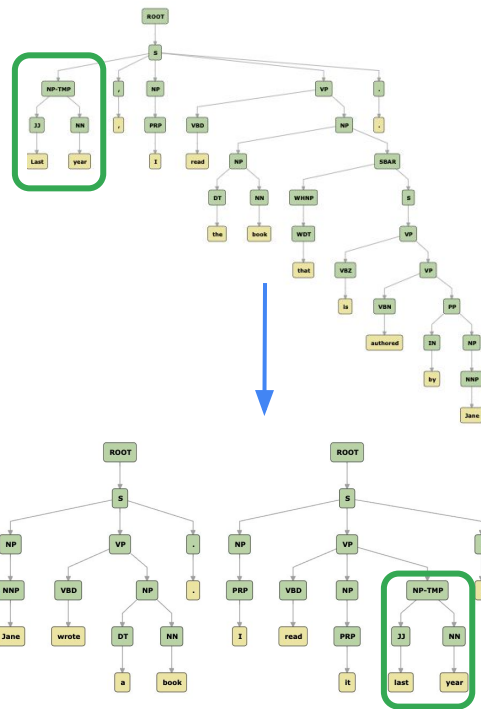 ROOT
S
NP-TMP , NP VP .
JJ NN , PRP VBD NP .
Last year I read NP SBAR
DT NN WHNP S
the book WDT VP
that VBZ VP
is VBN PP
authored IN NP
by NNP
Jane
ROOT ROOT
S S
NP VP . NP VP
NNP VBD NP . PRP VBD NP NP-TMP
Jane wrote DT NN I read PRP JJ NN
a book it last year